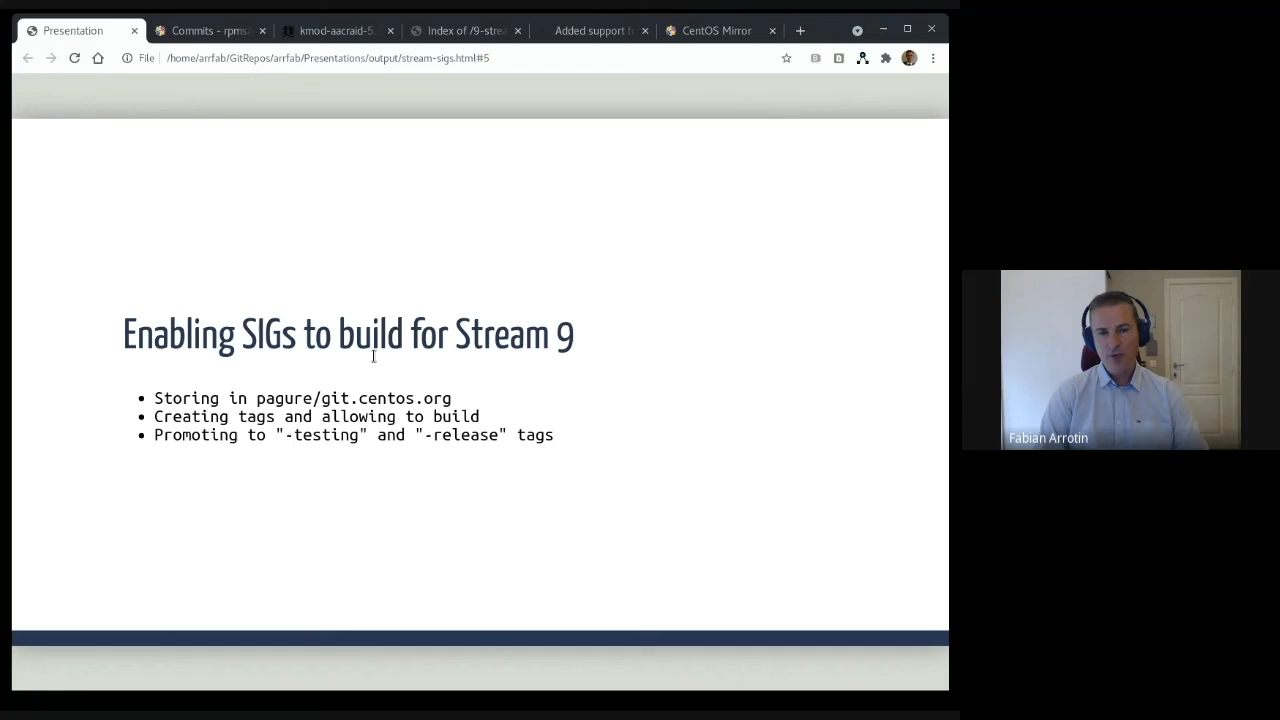 Presentation
Commits - rpms/
kmod-aacraid-5.
Index of /9-strea
Added support f
CentOS Mirror
File
/home/arrfab/GitRepos/arrfab/Presentations/output/stream-sigs.html#5
Enabling SIGs to build for Stream 9
Storing in pagure/git.centos.org
Creating tags and allowing to build
Promoting to "-testing" and "-release" tags
Fabian Arrotin